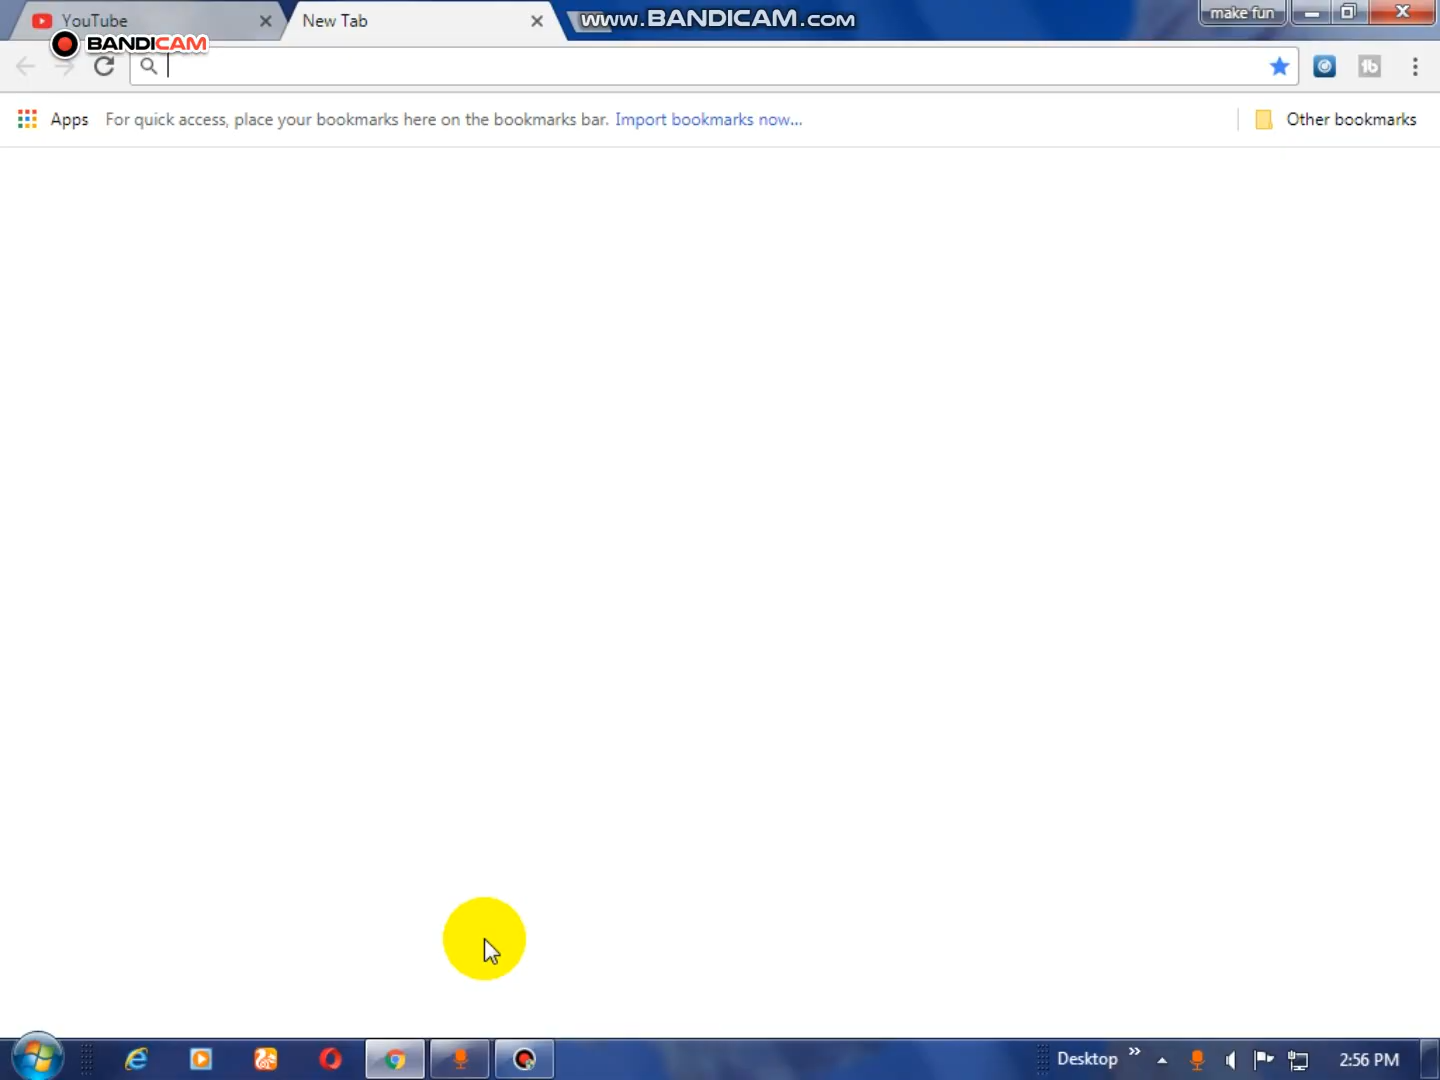 YouTube
New Tab
www.BANDICAM.com
make fun
BANDICAM
Apps
For quick access, place your bookmarks here on the bookmarks bar. Import bookmarks now...
Other bookmarks
Desktop
2:56 PM